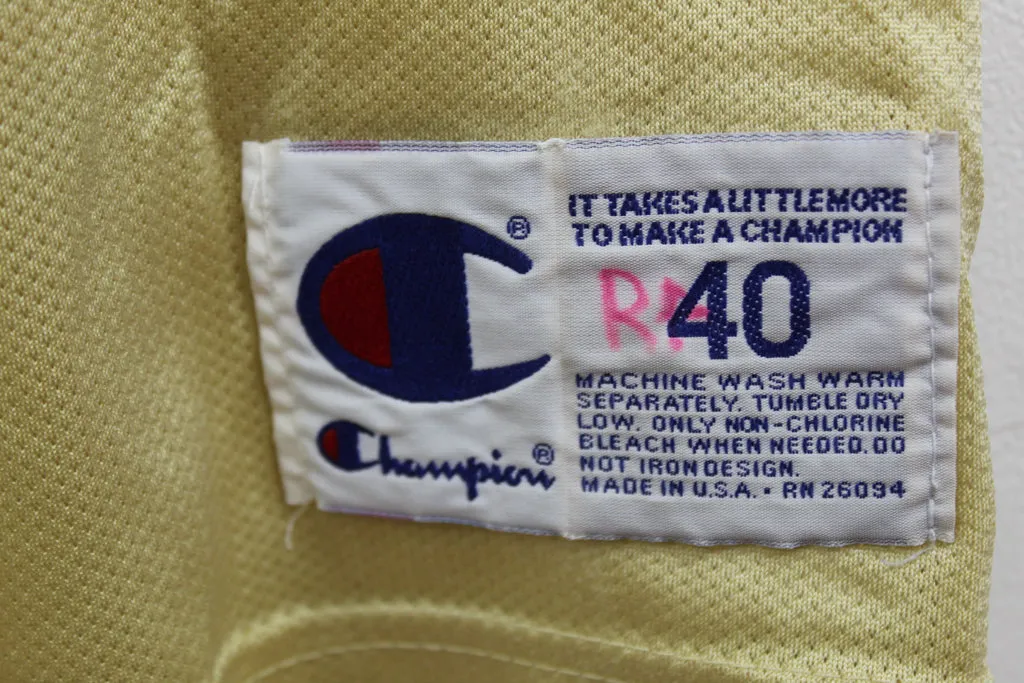 Champion
IT TAKES A LITTLE MORE
TO MAKE A CHAMPION
40
MACHINE WASH WARM
SEPARATELY. TUMBLE DRY
LOW. ONLY NON-CHLORINE
BLEACH WHEN NEEDED. DO
NOT IRON DESIGN.
MADE IN U.S.A. • RN 26094